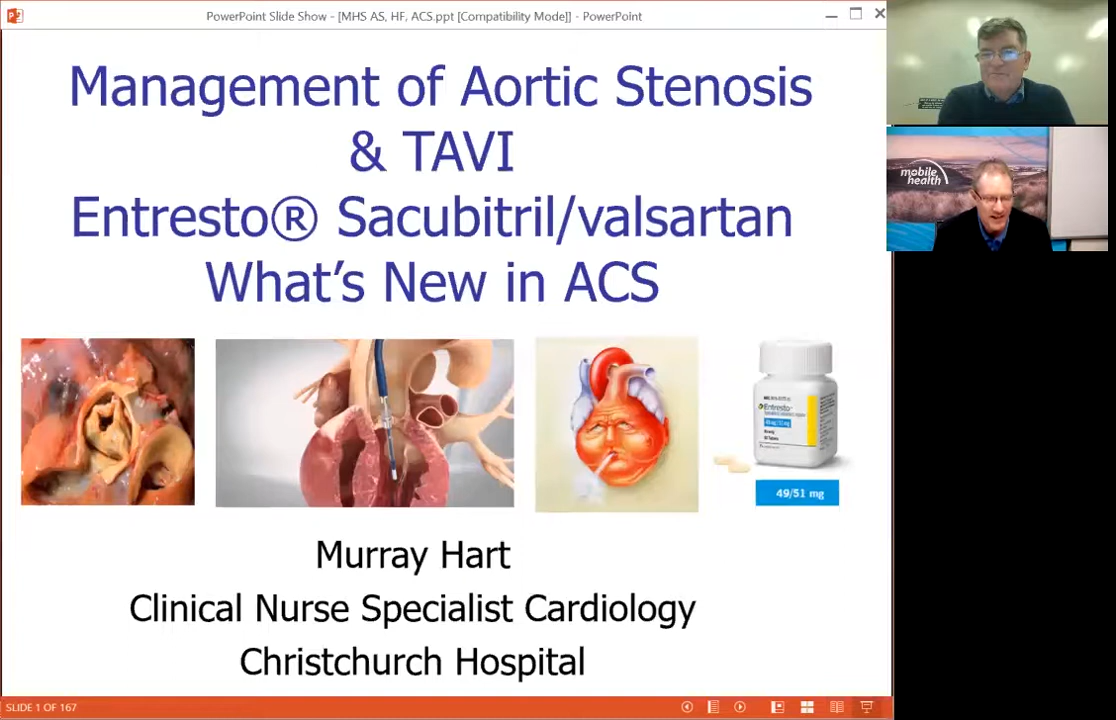 PowerPoint Slide Show - [MHS AS, HF, ACS.ppt [Compatibility Mode]] - PowerPoint
Management of Aortic Stenosis
& TAVI
Entresto® Sacubitril/valsartan
What's New in ACS
mobile
health
Entresto
49/51 mg
Murray Hart
Clinical Nurse Specialist Cardiology
Christchurch Hospital
SLIDE 1 OF 167